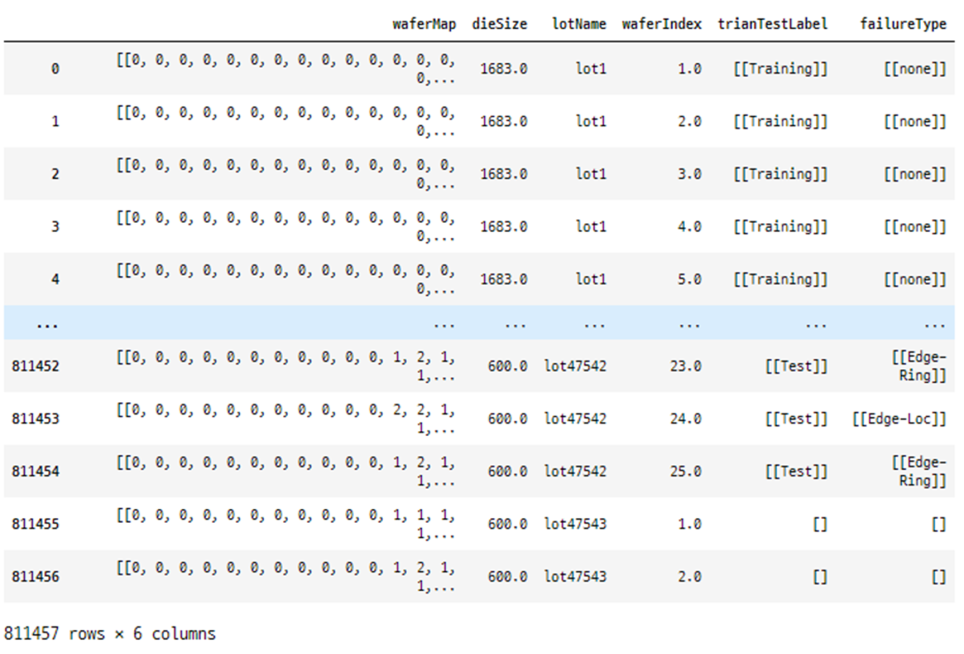 waferMap dieSize lotName waferIndex trianTestLabel failureType
0 [[0, 0, 0, 0, 0, 0, 0, 0, 0, 0, 0, 0, 0, 0, 1683.0 lot1 1.0 [[Training]] [[none]]
0,...
1 [[0, 0, 0, 0, 0, 0, 0, 0, 0, 0, 0, 0, 0, 0, 1683.0 lot1 2.0 [[Training]] [[none]]
0,...
2 [[0, 0, 0, 0, 0, 0, 0, 0, 0, 0, 0, 0, 0, 0, 1683.0 lot1 3.0 [[Training]] [[none]]
0,...
3 [[0, 0, 0, 0, 0, 0, 0, 0, 0, 0, 0, 0, 0, 0, 1683.0 lot1 4.0 [[Training]] [[none]]
0,...
4 [[0, 0, 0, 0, 0, 0, 0, 0, 0, 0, 0, 0, 0, 0, 1683.0 lot1 5.0 [[Training]] [[none]]
0,...
... ... ... ... ... ... ...
811452 [[0, 0, 0, 0, 0, 0, 0, 0, 0, 0, 0, 1, 2, 1, 600.0 lot47542 23.0 [[Test]] [[Edge-
1,... Ring]]
811453 [[0, 0, 0, 0, 0, 0, 0, 0, 0, 0, 0, 2, 2, 1, 600.0 lot47542 24.0 [[Test]] [[Edge-Loc]]
1,...
811454 [[0, 0, 0, 0, 0, 0, 0, 0, 0, 0, 0, 1, 2, 1, 600.0 lot47542 25.0 [[Test]] [[Edge-
1,... Ring]]
811455 [[0, 0, 0, 0, 0, 0, 0, 0, 0, 0, 0, 1, 1, 1, 600.0 lot47543 1.0 [] []
1,...
811456 [[0, 0, 0, 0, 0, 0, 0, 0, 0, 0, 0, 1, 2, 1, 600.0 lot47543 2.0 [] []
1,...
811457 rows × 6 columns